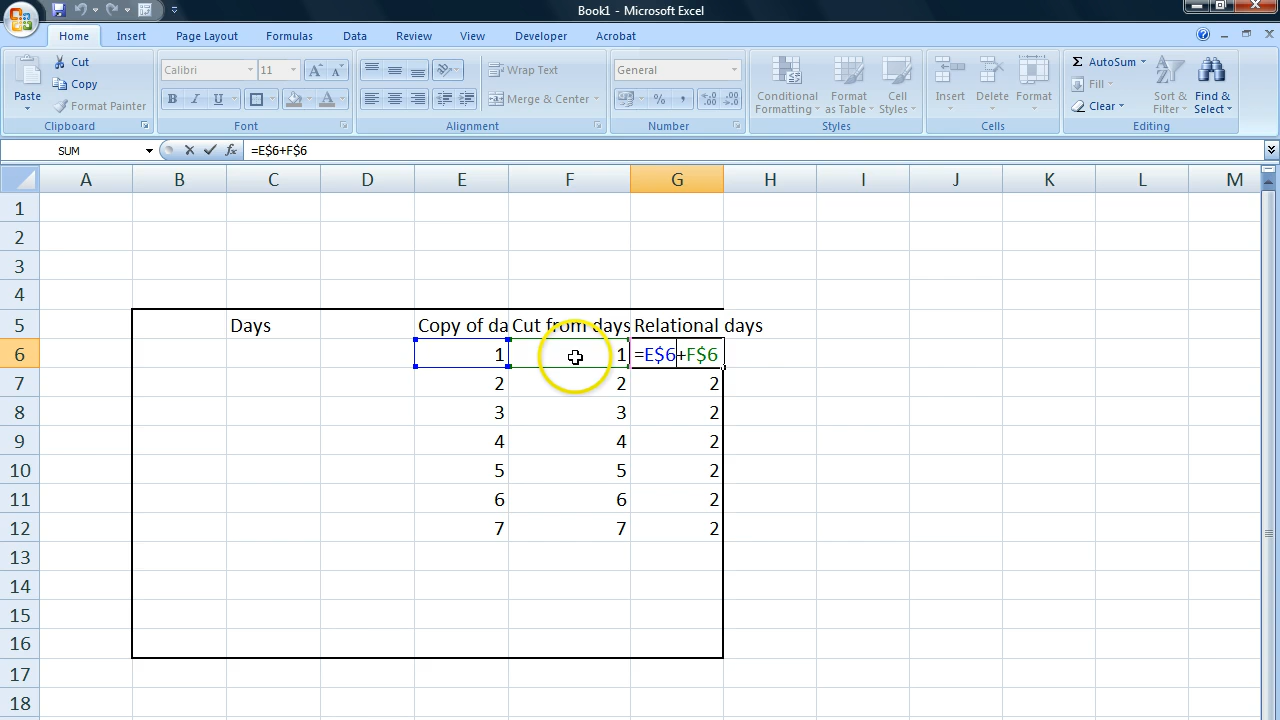 Book1 - Microsoft Excel
Home Insert Page Layout Formulas Data Review View Developer Acrobat
Paste Cut Copy Format Painter Clipboard
Calibri 11 B I U A A A Font
Wrap Text Merge & Center Alignment
General % , Number
Conditional Formatting Format as Table Cell Styles Styles
Insert Delete Format Cells
Σ AutoSum Fill Clear Sort & Filter Find & Select Editing
SUM fx =E$6+F$6
A B C D E F G H I J K L M
1
2
3
4
5 Days Copy of da Cut from days Relational days
6 1 1 =E$6+F$6
7 2 2 2
8 3 3 2
9 4 4 2
10 5 5 2
11 6 6 2
12 7 7 2
13
14
15
16
17
18